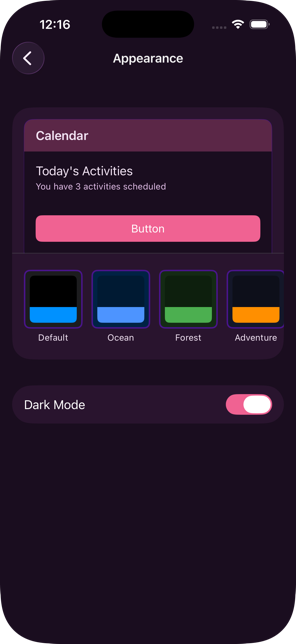 12:16
Appearance
Calendar
Today's Activities
You have 3 activities scheduled
Button
Default
Ocean
Forest
Adventure
Dark Mode